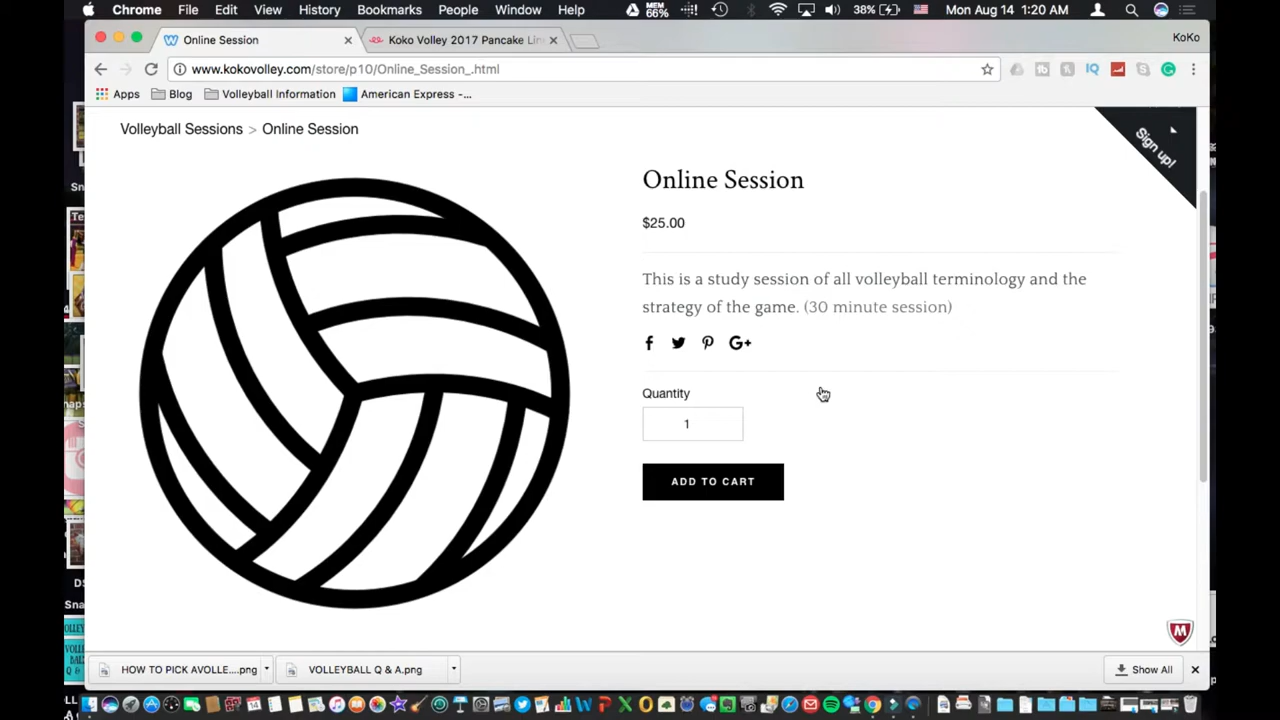 Chrome File Edit View History Bookmarks People Window Help MEM 66% 38% Mon Aug 14 1:20 AM
Online Session Koko Volley 2017 Pancake Lin KoKo
www.kokovolley.com/store/p10/Online_Session_.html
Apps Blog Volleyball Information American Express -...
Volleyball Sessions > Online Session
Sign up!
Online Session
$25.00
This is a study session of all volleyball terminology and the
strategy of the game. (30 minute session)
Quantity
1
ADD TO CART
HOW TO PICK AVOLLE....png VOLLEYBALL Q & A.png Show All